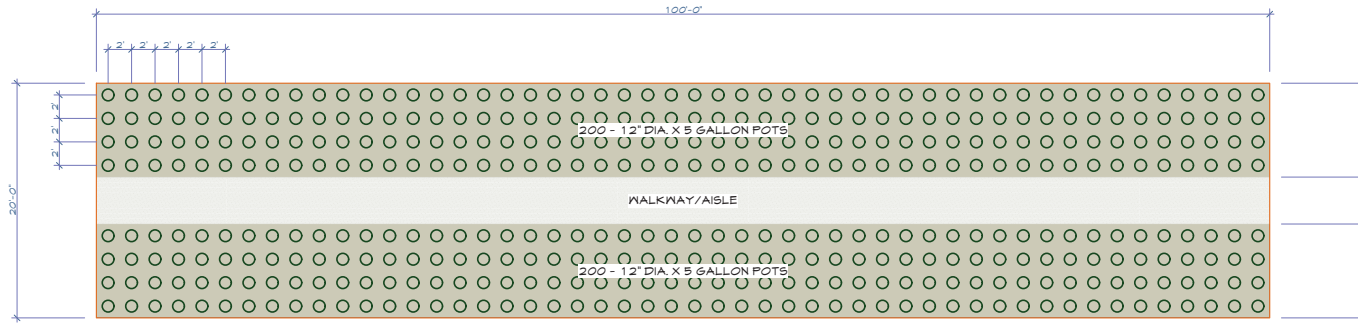 100'-0"
2' 2' 2' 2' 2'
2'
2'
2'
200 - 12" DIA. X 5 GALLON POTS
20'-0"
WALKWAY/AISLE
200 - 12" DIA. X 5 GALLON POTS